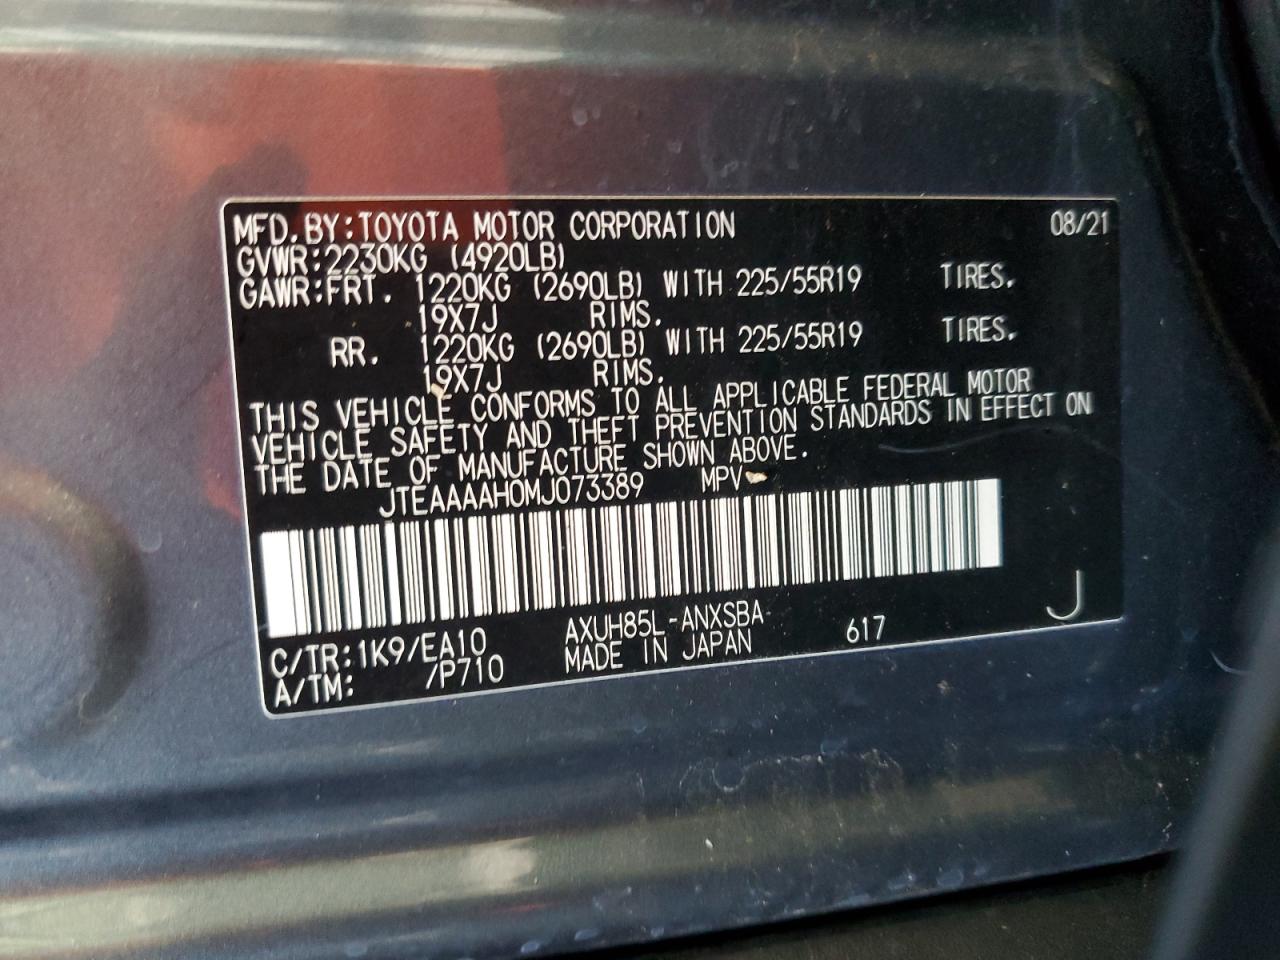 MFD. BY: TOYOTA MOTOR CORPORATION 08/21
GVWR: 2230KG (4920LB)
GAWR: FRT. 1220KG (2690LB) WITH 225/55R19 TIRES.
19X7J RIMS.
RR. 1220KG (2690LB) WITH 225/55R19 TIRES.
19X7J RIMS.
THIS VEHICLE CONFORMS TO ALL APPLICABLE FEDERAL MOTOR
VEHICLE SAFETY AND THEFT PREVENTION STANDARDS IN EFFECT ON
THE DATE OF MANUFACTURE SHOWN ABOVE.
JTEAAAAH0MJ073389 MPV
C/TR: 1K9/EA10 AXUH85L-ANXSBA 617 J
A/TM: /P710 MADE IN JAPAN